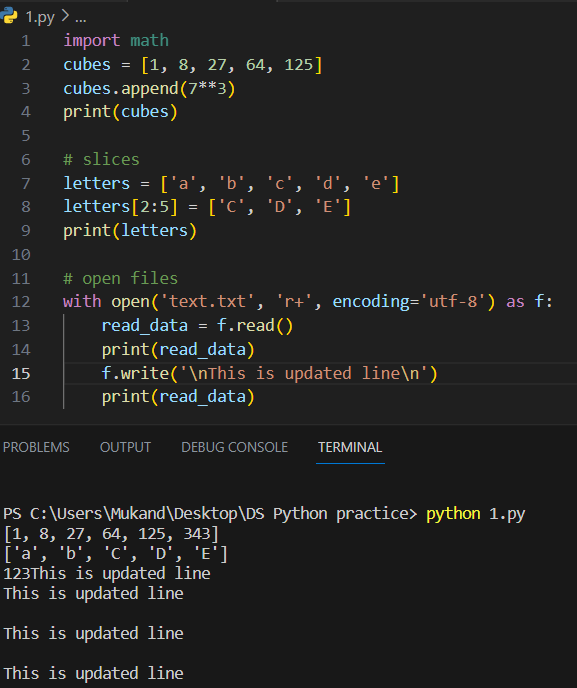 1.py > ...
1 import math
2 cubes = [1, 8, 27, 64, 125]
3 cubes.append(7**3)
4 print(cubes)
5
6 # slices
7 letters = ['a', 'b', 'c', 'd', 'e']
8 letters[2:5] = ['C', 'D', 'E']
9 print(letters)
10
11 # open files
12 with open('text.txt', 'r+', encoding='utf-8') as f:
13     read_data = f.read()
14     print(read_data)
15     f.write('\nThis is updated line\n')
16     print(read_data)
PROBLEMS OUTPUT DEBUG CONSOLE TERMINAL
PS C:\Users\Mukand\Desktop\DS Python practice> python 1.py
[1, 8, 27, 64, 125, 343]
['a', 'b', 'C', 'D', 'E']
123This is updated line
This is updated line
This is updated line
This is updated line